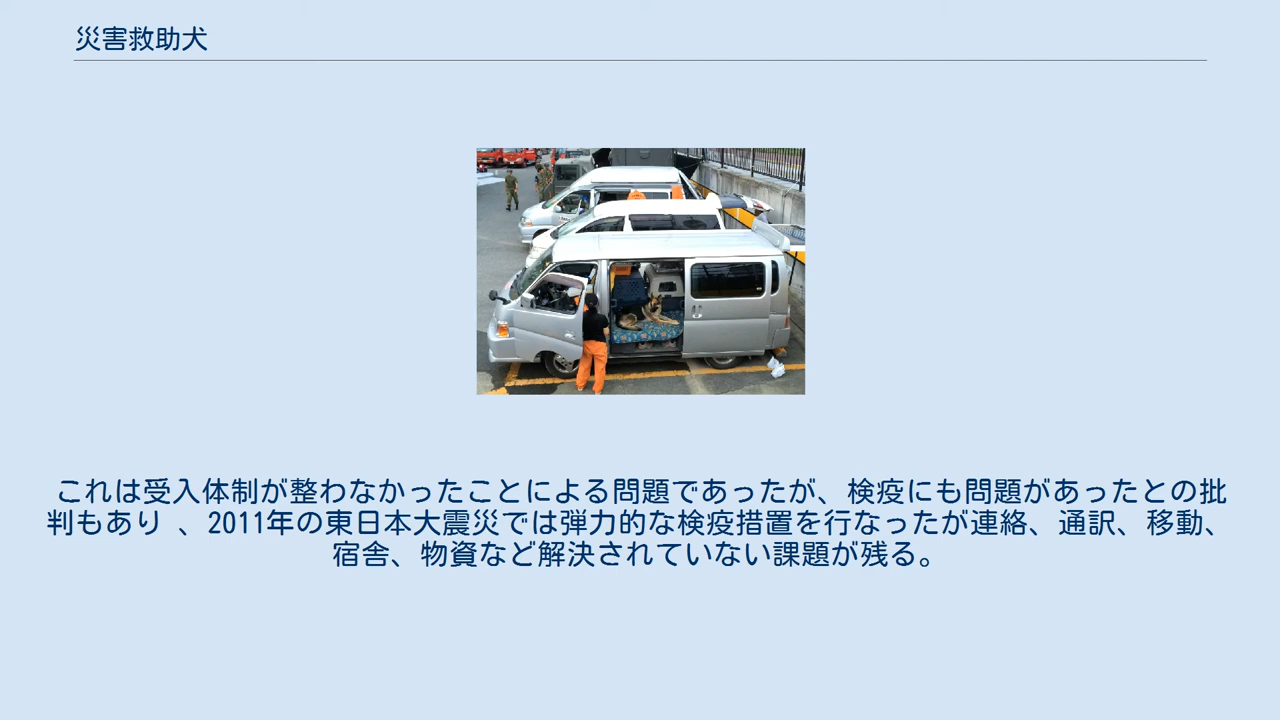 災害救助犬
これは受入体制が整わなかったことによる問題であったが、検疫にも問題があったとの批
判もあり 、2011年の東日本大震災では弾力的な検疫措置を行なったが連絡、通訳、移動、
宿舎、物資など解決されていない課題が残る。